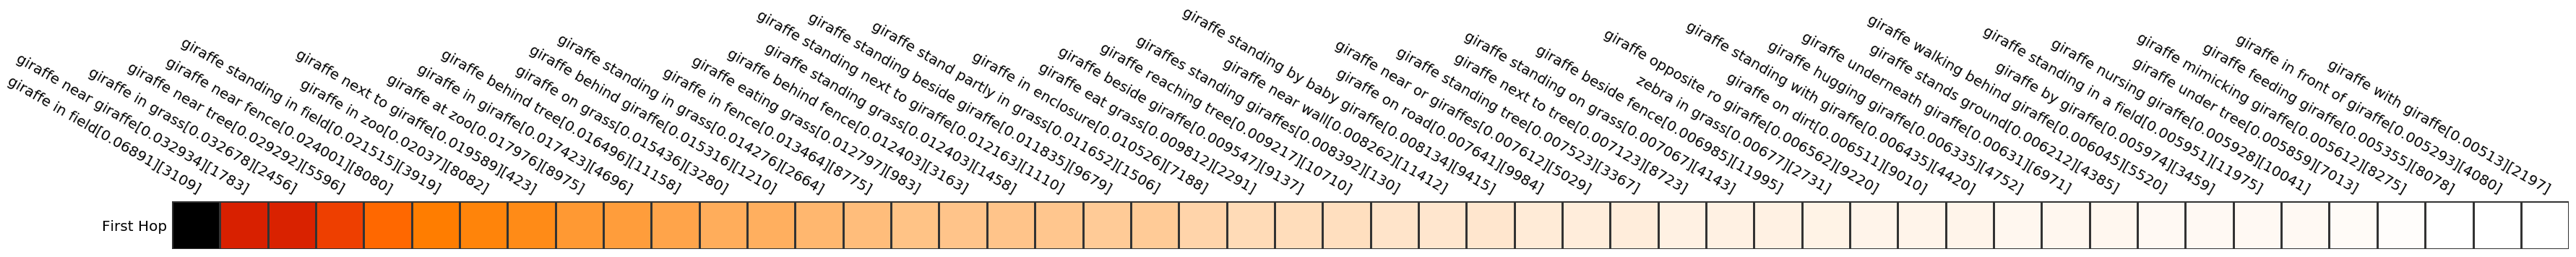 giraffe in field[0.06891][3109]
giraffe near giraffe[0.032934][1783]
giraffe in grass[0.032678][2456]
giraffe near tree[0.029292][5596]
giraffe near fence[0.024001][8080]
giraffe standing in field[0.021515][3919]
giraffe in zoo[0.02037][8082]
giraffe next to giraffe[0.019589][423]
giraffe at zoo[0.017976][8975]
giraffe in giraffe[0.017423][4696]
giraffe behind tree[0.016496][11158]
giraffe on grass[0.015436][3280]
giraffe behind giraffe[0.015316][1210]
giraffe standing in grass[0.014276][2664]
giraffe in fence[0.013464][8775]
giraffe eating grass[0.012797][983]
giraffe behind fence[0.012403][3163]
giraffe standing grass[0.012403][1458]
giraffe standing next to giraffe[0.012163][1110]
giraffe standing beside giraffe[0.011835][9679]
giraffe stand partly in grass[0.011652][1506]
giraffe in enclosure[0.010526][7188]
giraffe eat grass[0.009812][2291]
giraffe beside giraffe[0.009547][9137]
giraffe reaching tree[0.009217][10710]
giraffes standing giraffes[0.008392][130]
giraffe near wall[0.008262][11412]
giraffe standing by baby giraffe[0.008134][9415]
giraffe on road[0.007641][9984]
giraffe near or giraffes[0.007612][5029]
giraffe standing tree[0.007523][3367]
giraffe next to tree[0.007123][8723]
giraffe standing on grass[0.007067][4143]
giraffe beside fence[0.006985][11995]
zebra in grass[0.00677][2731]
giraffe opposite ro giraffe[0.006562][9220]
giraffe on dirt[0.006511][9010]
giraffe standing with giraffe[0.006435][4420]
giraffe hugging giraffe[0.006335][4752]
giraffe underneath giraffe[0.00631][6971]
giraffe stands ground[0.006212][4385]
giraffe walking behind giraffe[0.006045][5520]
giraffe by giraffe[0.005974][3459]
giraffe standing in a field[0.005951][11975]
giraffe nursing giraffe[0.005928][10041]
giraffe under tree[0.005859][7013]
giraffe mimicking giraffe[0.005612][8275]
giraffe feeding giraffe[0.005355][8078]
giraffe in front of giraffe[0.005293][4080]
giraffe with giraffe[0.00513][2197]
First Hop